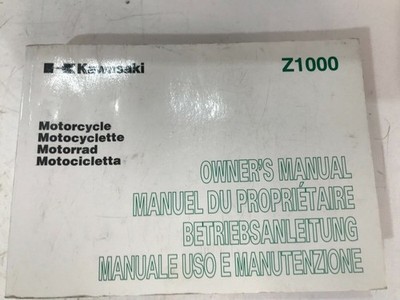 Kawasaki
Z1000
Motorcycle
Motocyclette
Motorrad
Motocicletta
OWNER'S MANUAL
MANUEL DU PROPRIÉTAIRE
BETRIEBSANLEITUNG
MANUALE USO E MANUTENZIONE